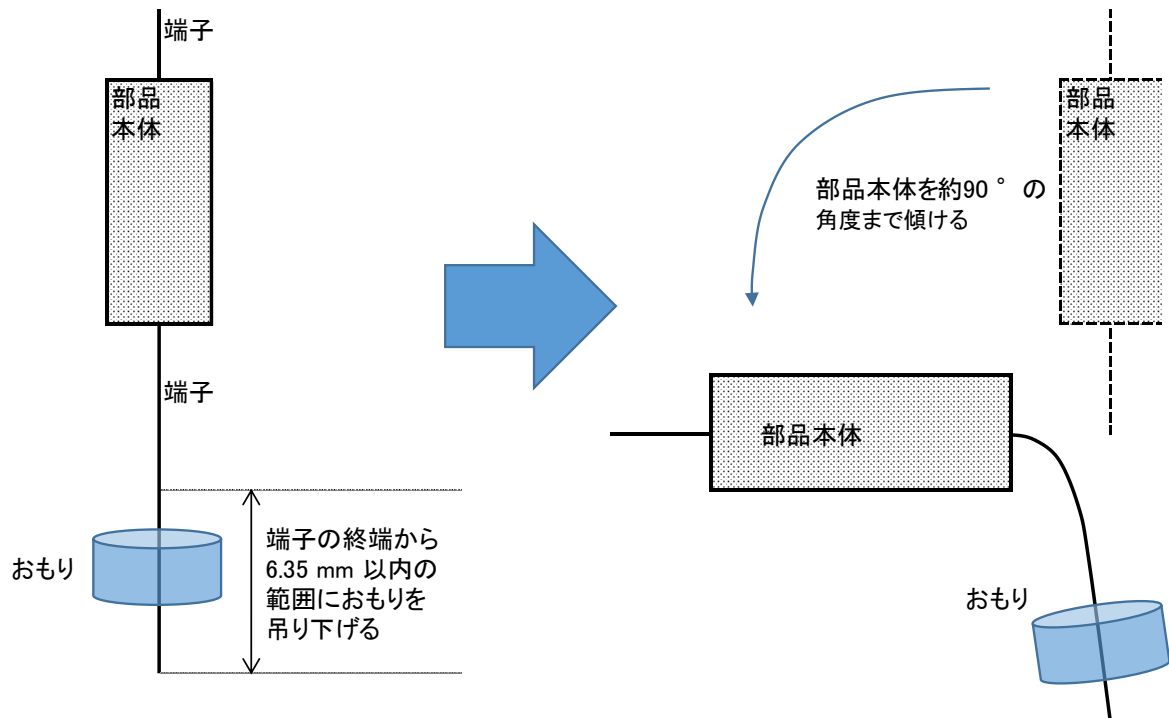 端子
部品
本体
端子
おもり
端子の終端から
6.35 mm 以内の
範囲におもりを
吊り下げる
部品
本体
部品本体を約90 ° の
角度まで傾ける
部品本体
おもり